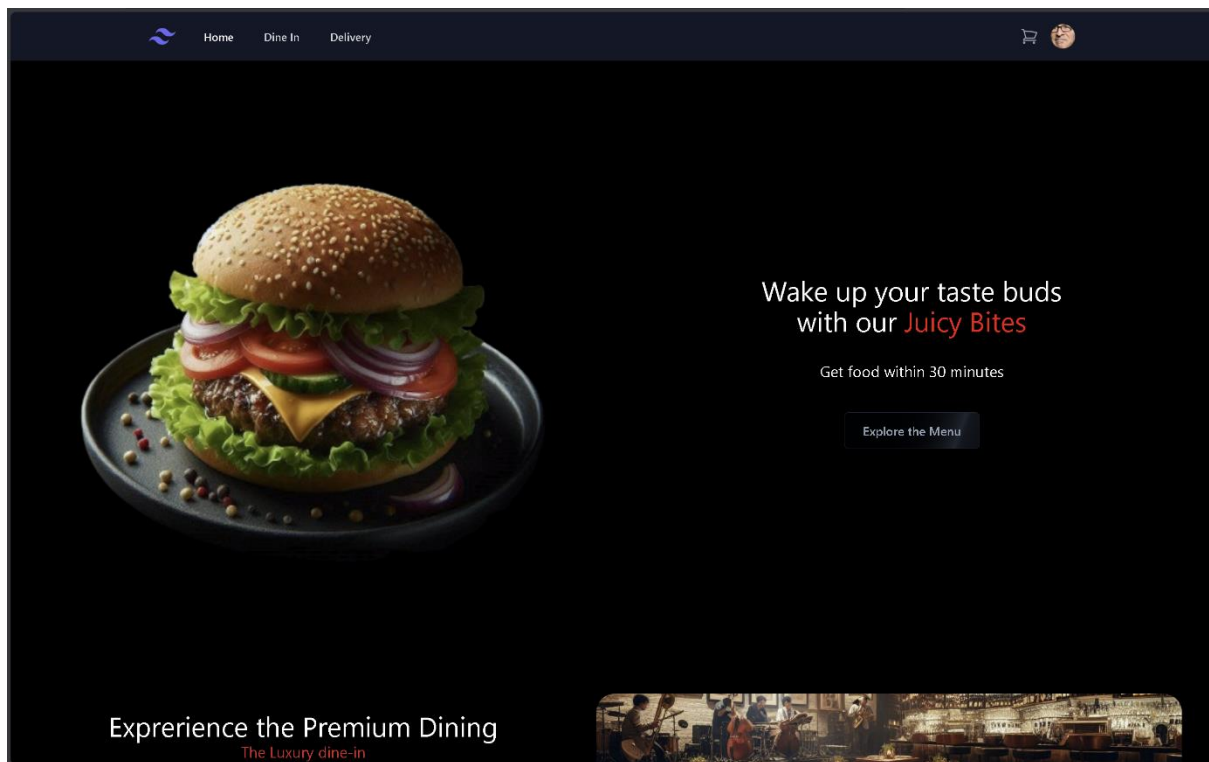 Home Dine In Delivery
Wake up your taste buds
with our Juicy Bites
Get food within 30 minutes
Explore the Menu
Exprerience the Premium Dining
The Luxury dine-in